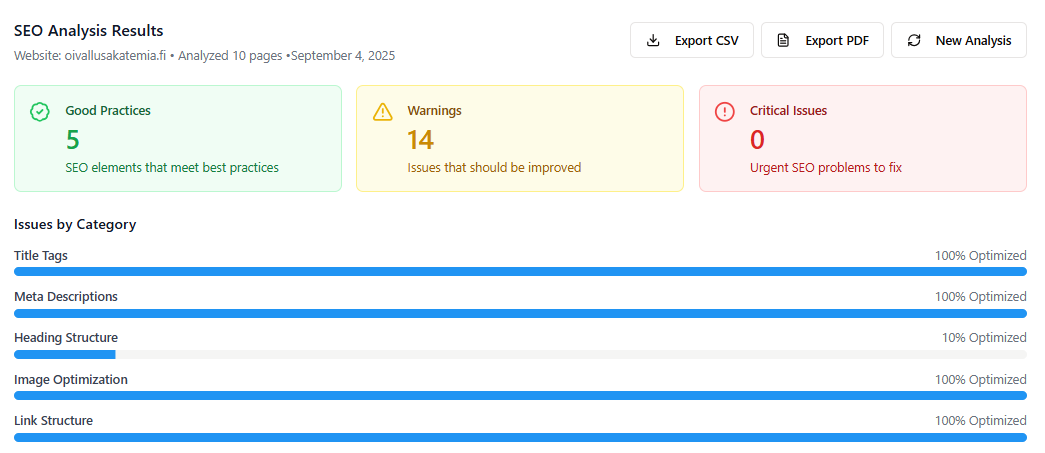 SEO Analysis Results
Website: oivallusakatemia.fi • Analyzed 10 pages •September 4, 2025
Export CSV
Export PDF
New Analysis
Good Practices
5
SEO elements that meet best practices
Warnings
14
Issues that should be improved
Critical Issues
0
Urgent SEO problems to fix
Issues by Category
Title Tags 100% Optimized
Meta Descriptions 100% Optimized
Heading Structure 10% Optimized
Image Optimization 100% Optimized
Link Structure 100% Optimized